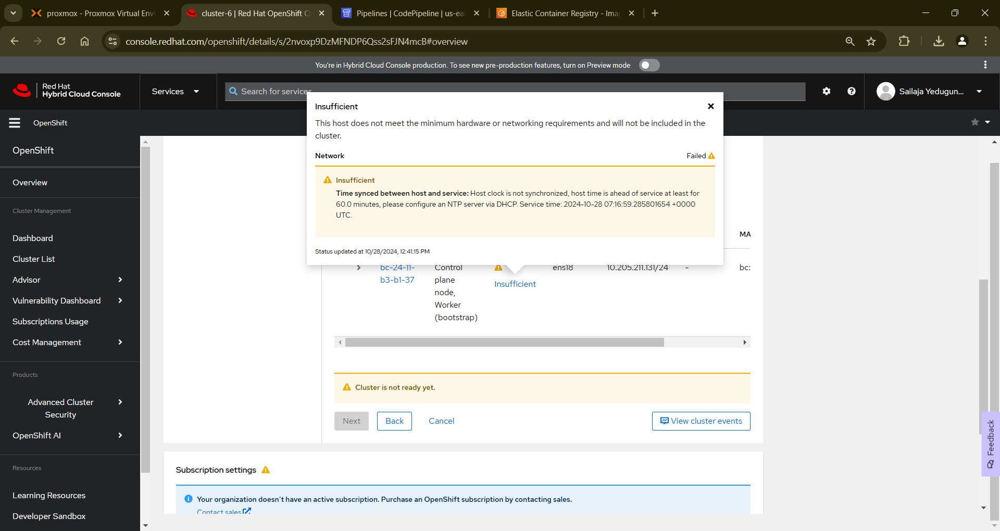 proxmox - Proxmox Virtual Envi
cluster-6 | Red Hat OpenShift C
Pipelines | CodePipeline | us-ea
Elastic Container Registry - Ima
console.redhat.com/openshift/details/s/2nvoxp9DzMFNDP6Qss2sFJN4mcB#overview
You're in Hybrid Cloud Console production. To see new pre-production features, turn on Preview mode
Red Hat
Hybrid Cloud Console
Services
Search for services
Sailaja Yedugun...
OpenShift
OpenShift
Overview
Cluster Management
Dashboard
Cluster List
Advisor
Vulnerability Dashboard
Subscriptions Usage
Cost Management
Products
Advanced Cluster
Security
OpenShift AI
Resources
Learning Resources
Developer Sandbox
Insufficient
This host does not meet the minimum hardware or networking requirements and will not be included in the
cluster.
Network
Failed
Insufficient
Time synced between host and service: Host clock is not synchronized, host time is ahead of service at least for
60.0 minutes, please configure an NTP server via DHCP. Service time: 2024-10-28 07:16:59.285801654 +0000
UTC.
Status updated at 10/28/2024, 12:41:15 PM
MA
bc-24-11-
b3-b1-37
Control
plane
node,
Worker
(bootstrap)
Insufficient
ens18
10.205.211.131/24
-
bc:
Cluster is not ready yet.
Next
Back
Cancel
View cluster events
Subscription settings
Your organization doesn't have an active subscription. Purchase an OpenShift subscription by contacting sales.
Contact sales
Feedback